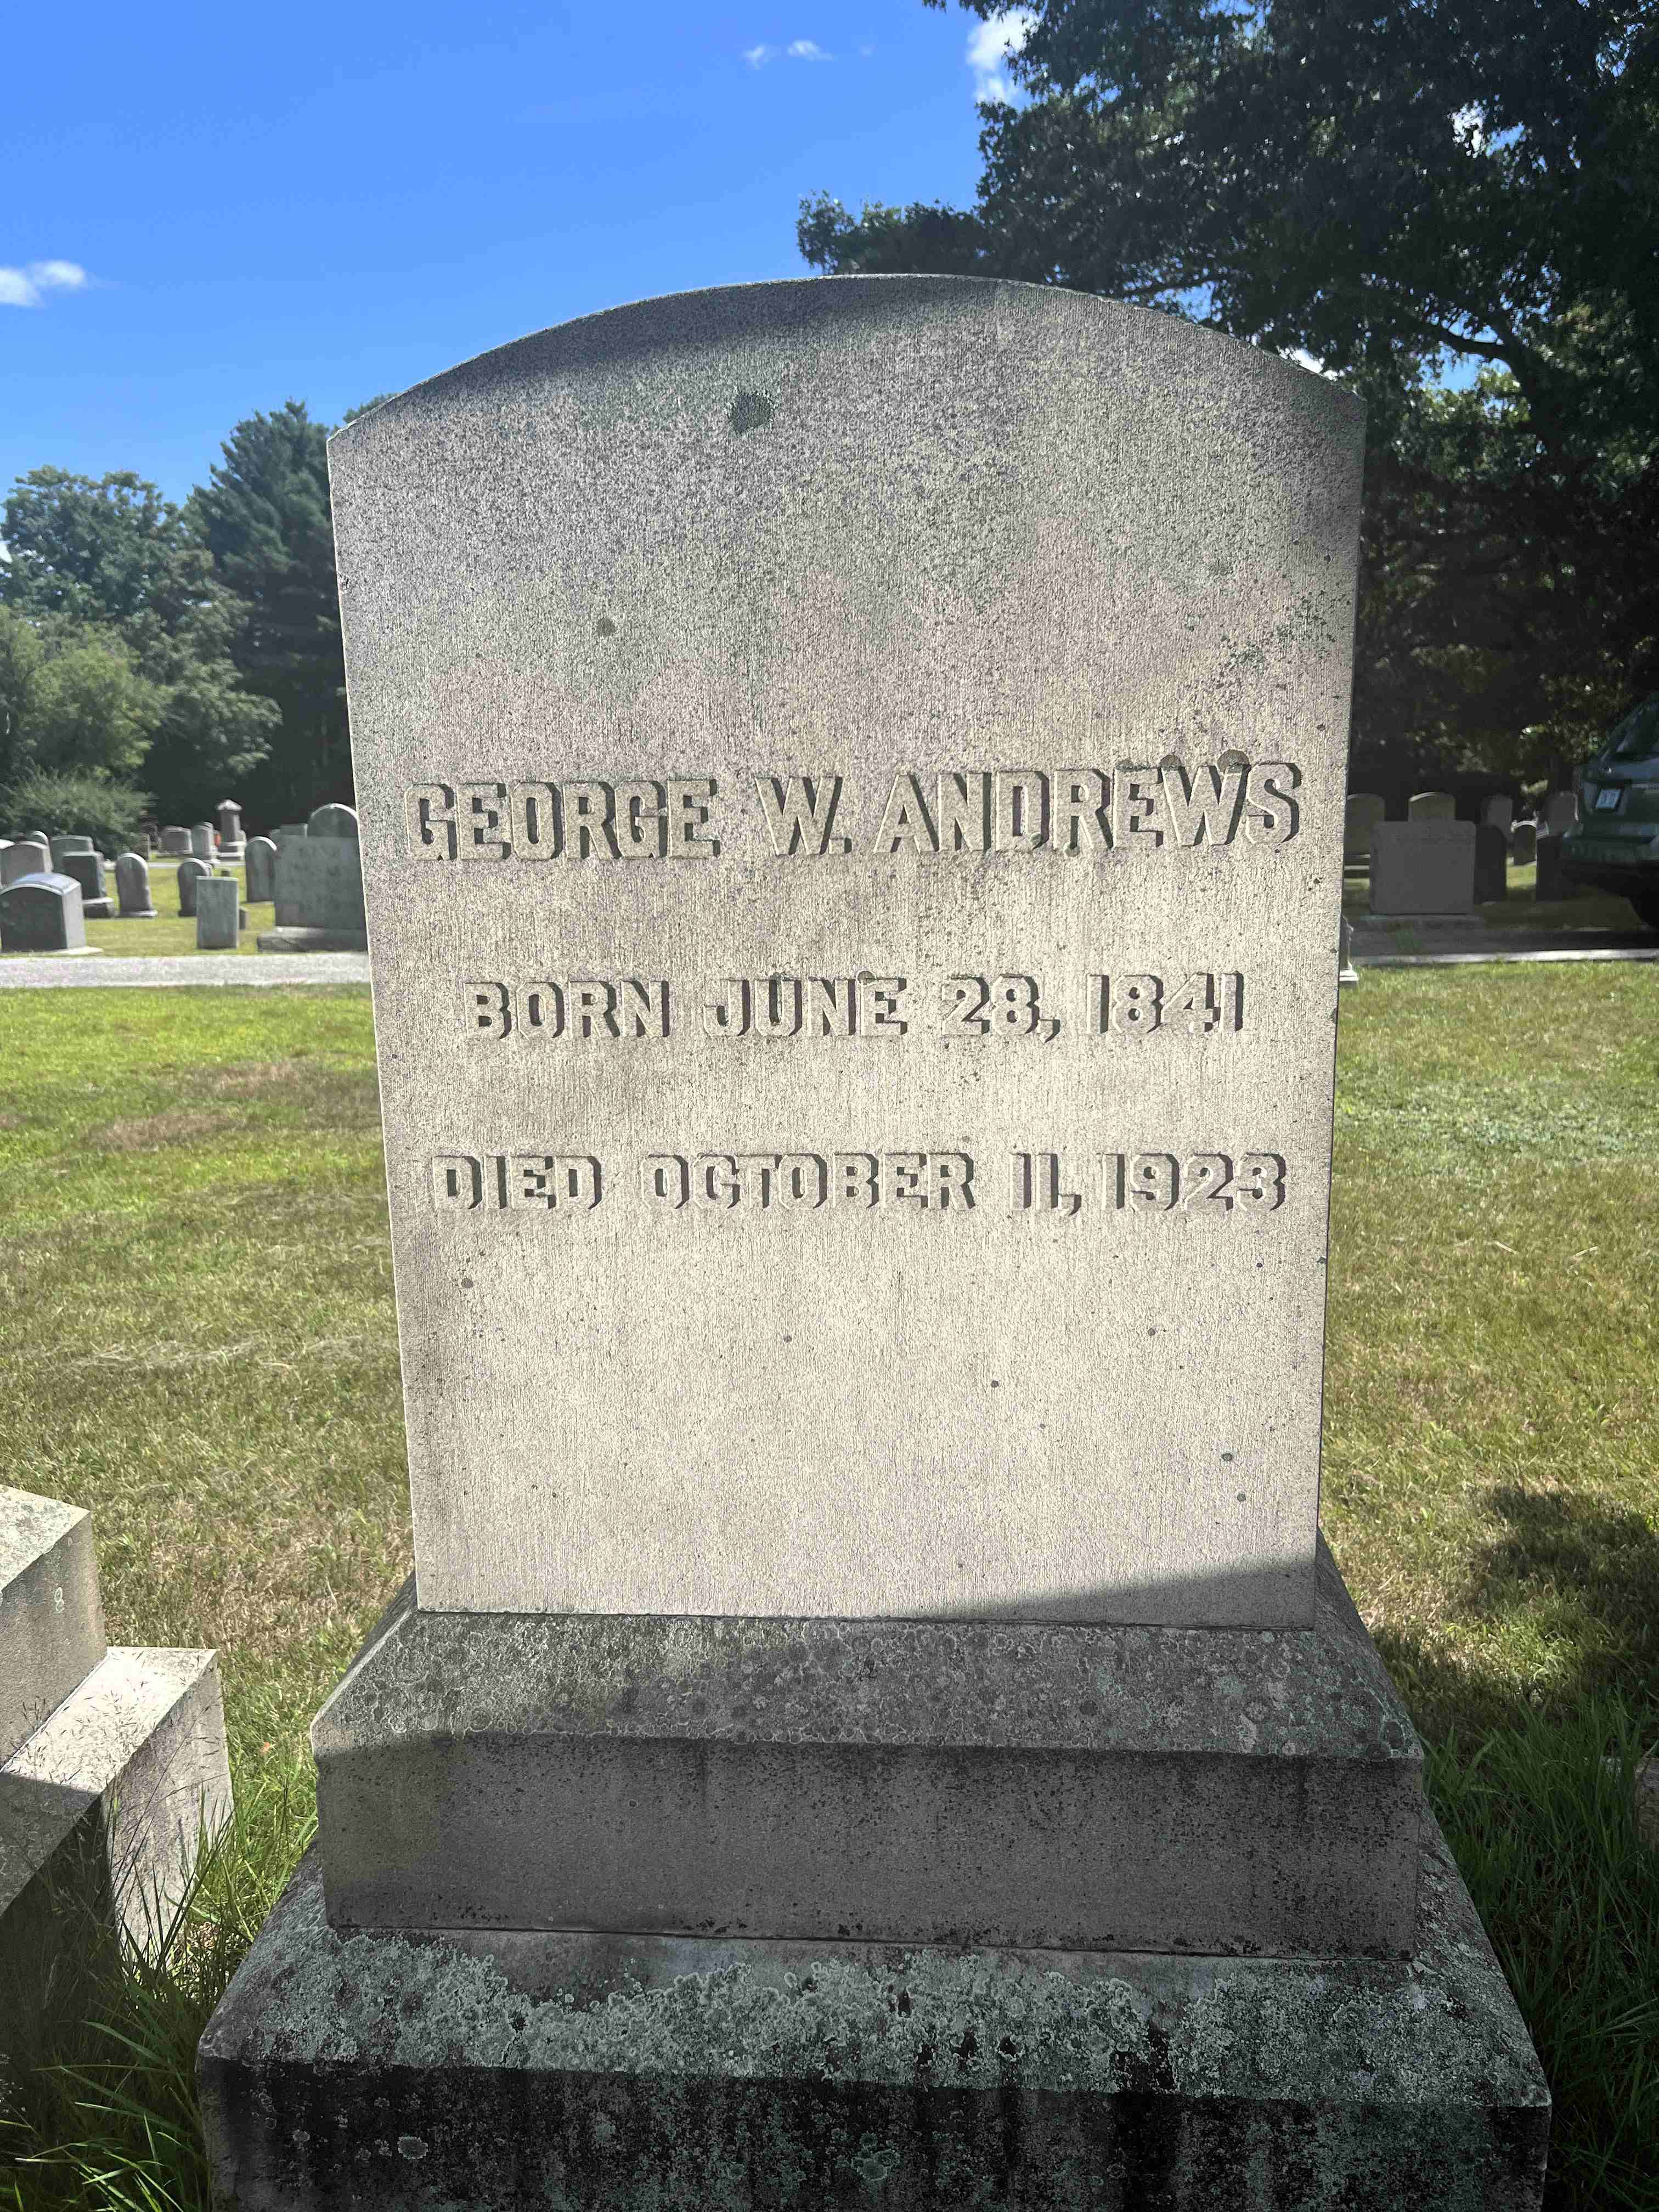 GEORGE W. ANDREWS
BORN JUNE 28, 1841
DIED OCTOBER 11, 1923